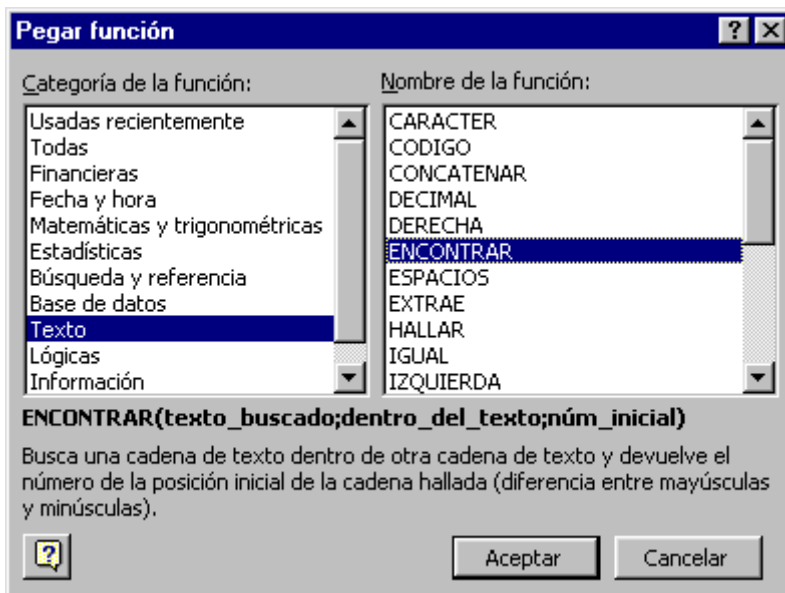 Pegar función
Categoría de la función:
Nombre de la función:
Usadas recientemente
Todas
Financieras
Fecha y hora
Matemáticas y trigonométricas
Estadísticas
Búsqueda y referencia
Base de datos
Texto
Lógicas
Información
CARACTER
CODIGO
CONCATENAR
DECIMAL
DERECHA
ENCONTRAR
ESPACIOS
EXTRAE
HALLAR
IGUAL
IZQUIERDA
ENCONTRAR(texto_buscado;dentro_del_texto;núm_inicial)
Busca una cadena de texto dentro de otra cadena de texto y devuelve el
número de la posición inicial de la cadena hallada (diferencia entre mayúsculas
y minúsculas).
Aceptar
Cancelar